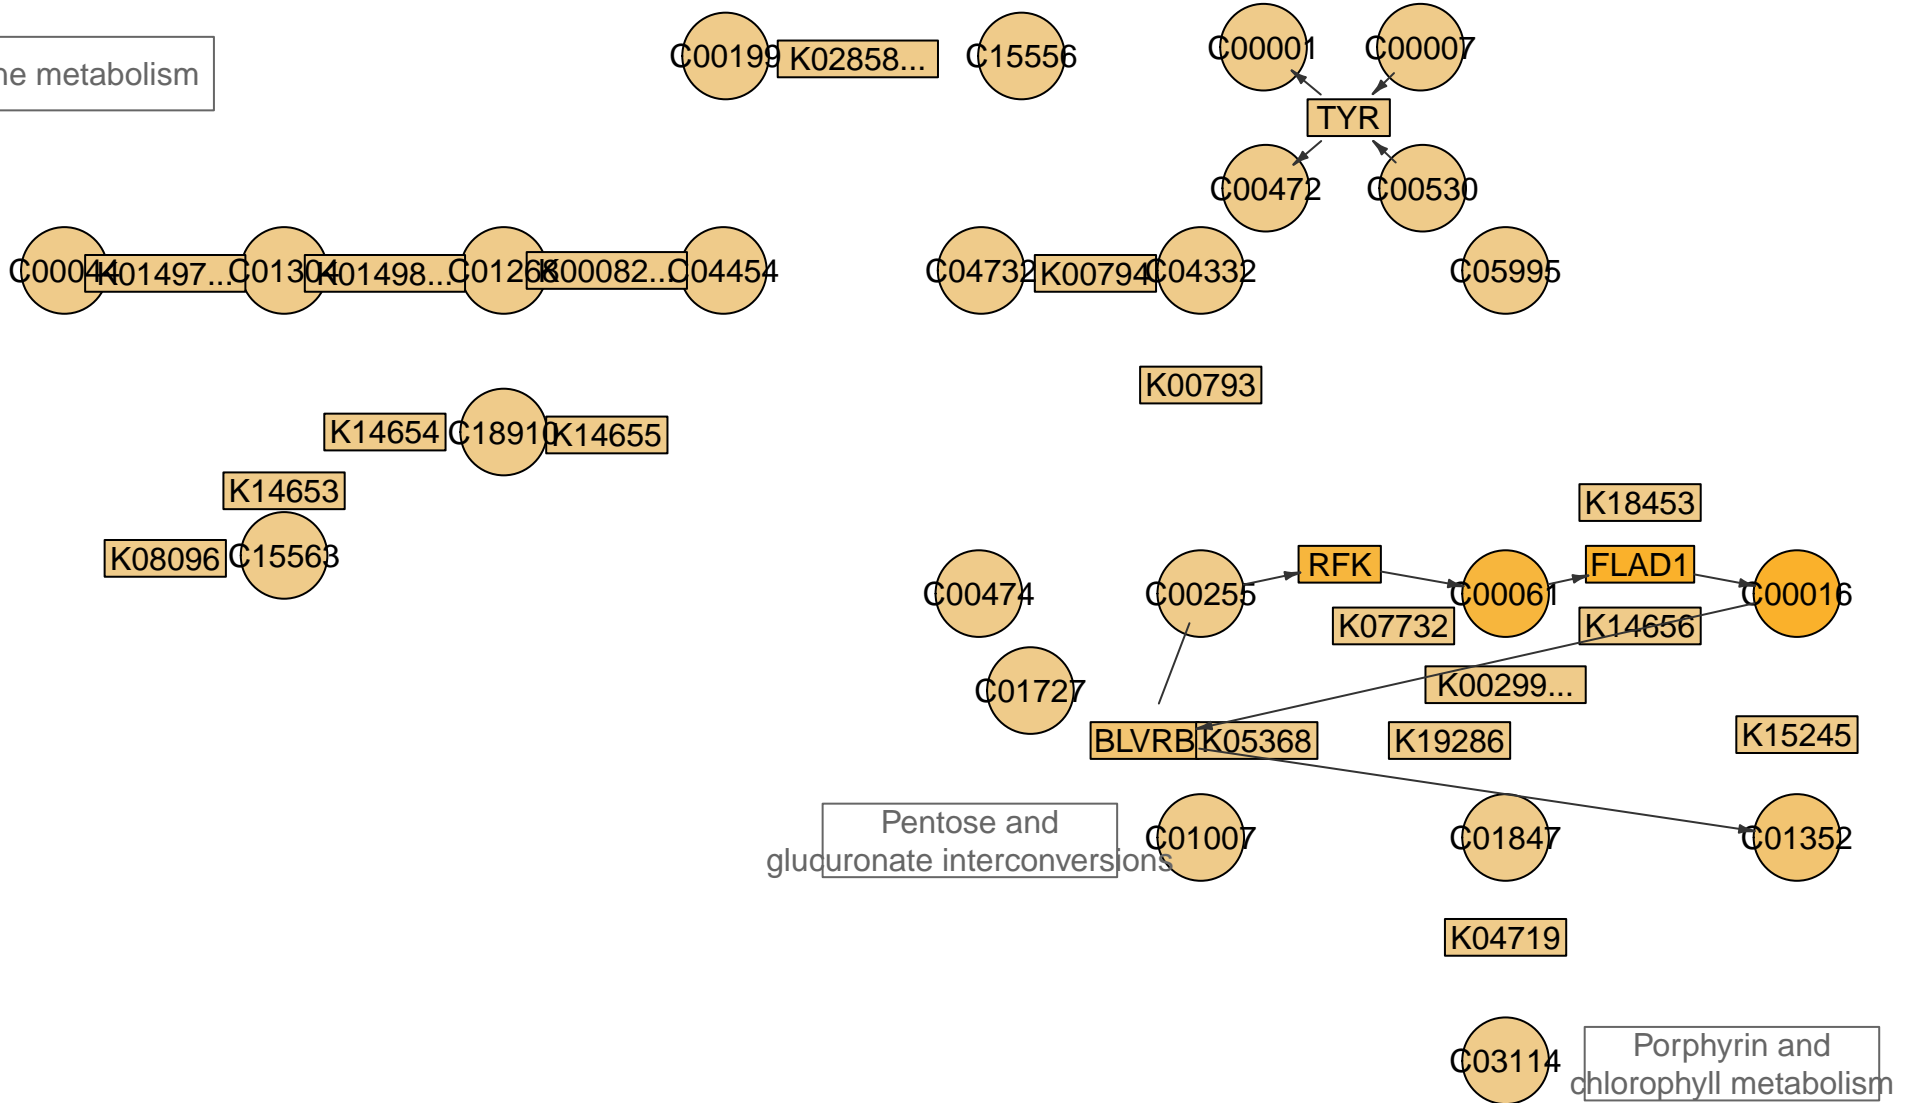 C00199
K02858...
C15556
C00001
C00007
ne metabolism
TYR
C00472
C00530
C00044
K01497...
C01304
K01498...
C01268
K00082...
C04454
C04732
K00794
C04332
C05995
K00793
K14654
C18910
K14655
K14653
K18453
K08096
C15563
RFK
FLAD1
C00474
C00255
C00061
C00016
K07732
K14656
C01727
K00299...
BLVRB
K05368
K19286
K15245
Pentose and
glucuronate interconversions
C01007
C01847
C01352
K04719
C03114
Porphyrin and
chlorophyll metabolism